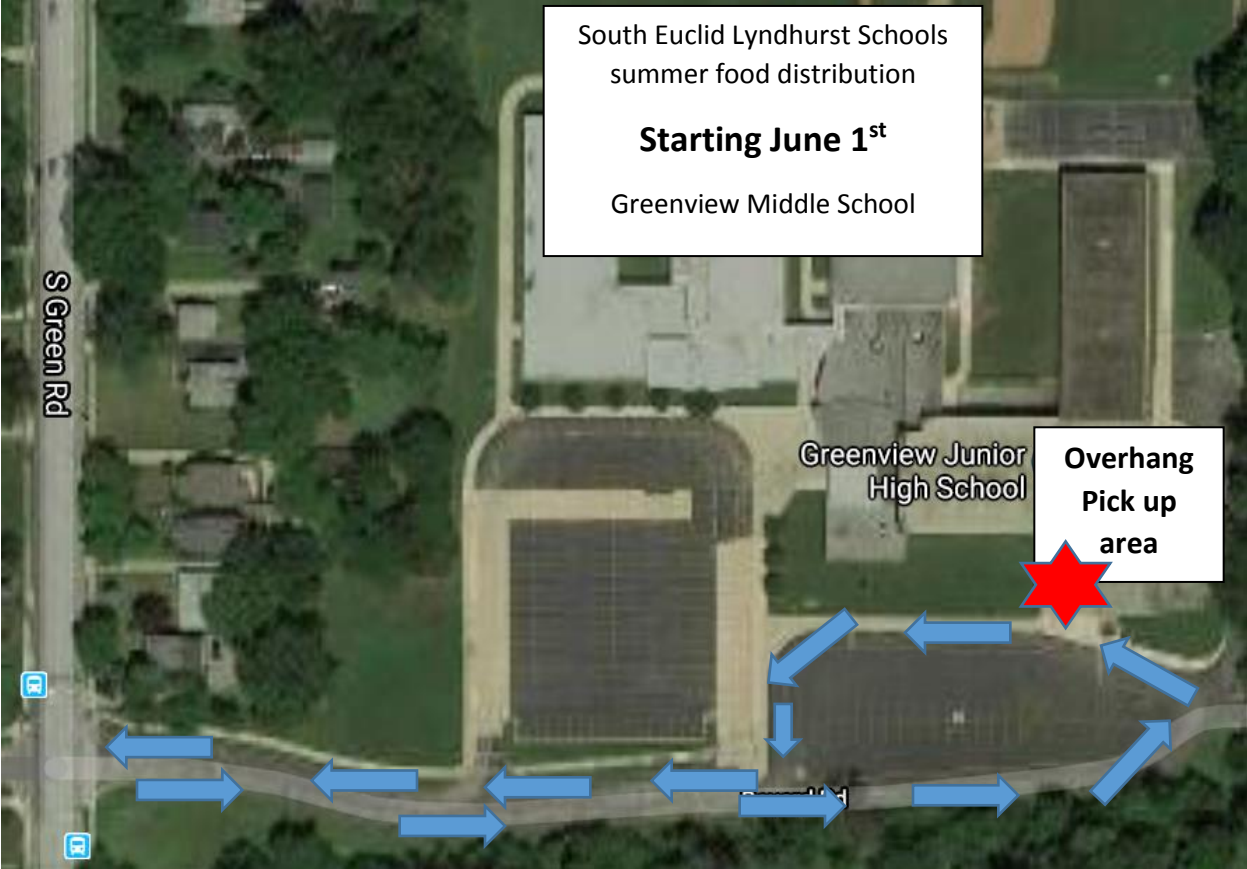 South Euclid Lyndhurst Schools
summer food distribution
Starting June 1st
Greenview Middle School
S Green Rd
Greenview Junior
High School
Overhang
Pick up
area